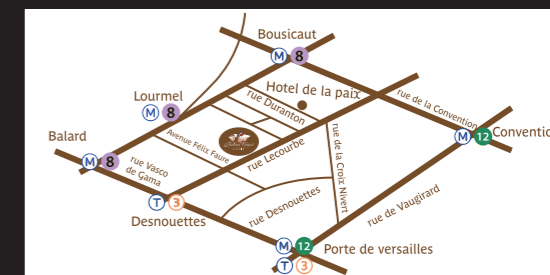 Bousicaut
M 8
Hotel de la paix
Lourmel
M 8
rue Duranton
rue de la Convention
M 12 Conventio
Balard
M 8
Avenue Félix Faure
rue Lecourbe
rue de la Croix Nivert
rue Vasco
de Gama
T 3
Desnouettes
rue Desnouettes
rue de Vaugirard
M 12
Porte de versailles
T 3